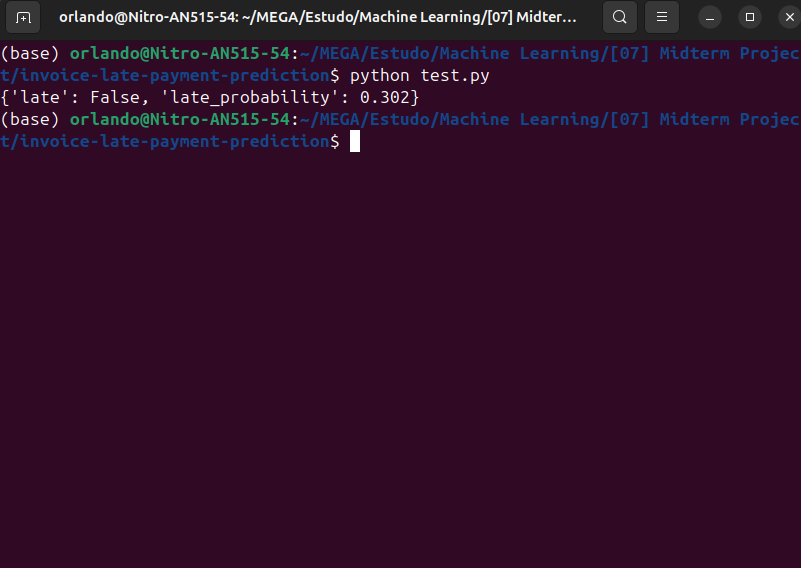 orlando@Nitro-AN515-54: ~/MEGA/Estudo/Machine Learning/[07] Midter...
(base) orlando@Nitro-AN515-54:~/MEGA/Estudo/Machine Learning/[07] Midterm Projec
t/invoice-late-payment-prediction$ python test.py
{'late': False, 'late_probability': 0.302}
(base) orlando@Nitro-AN515-54:~/MEGA/Estudo/Machine Learning/[07] Midterm Projec
t/invoice-late-payment-prediction$